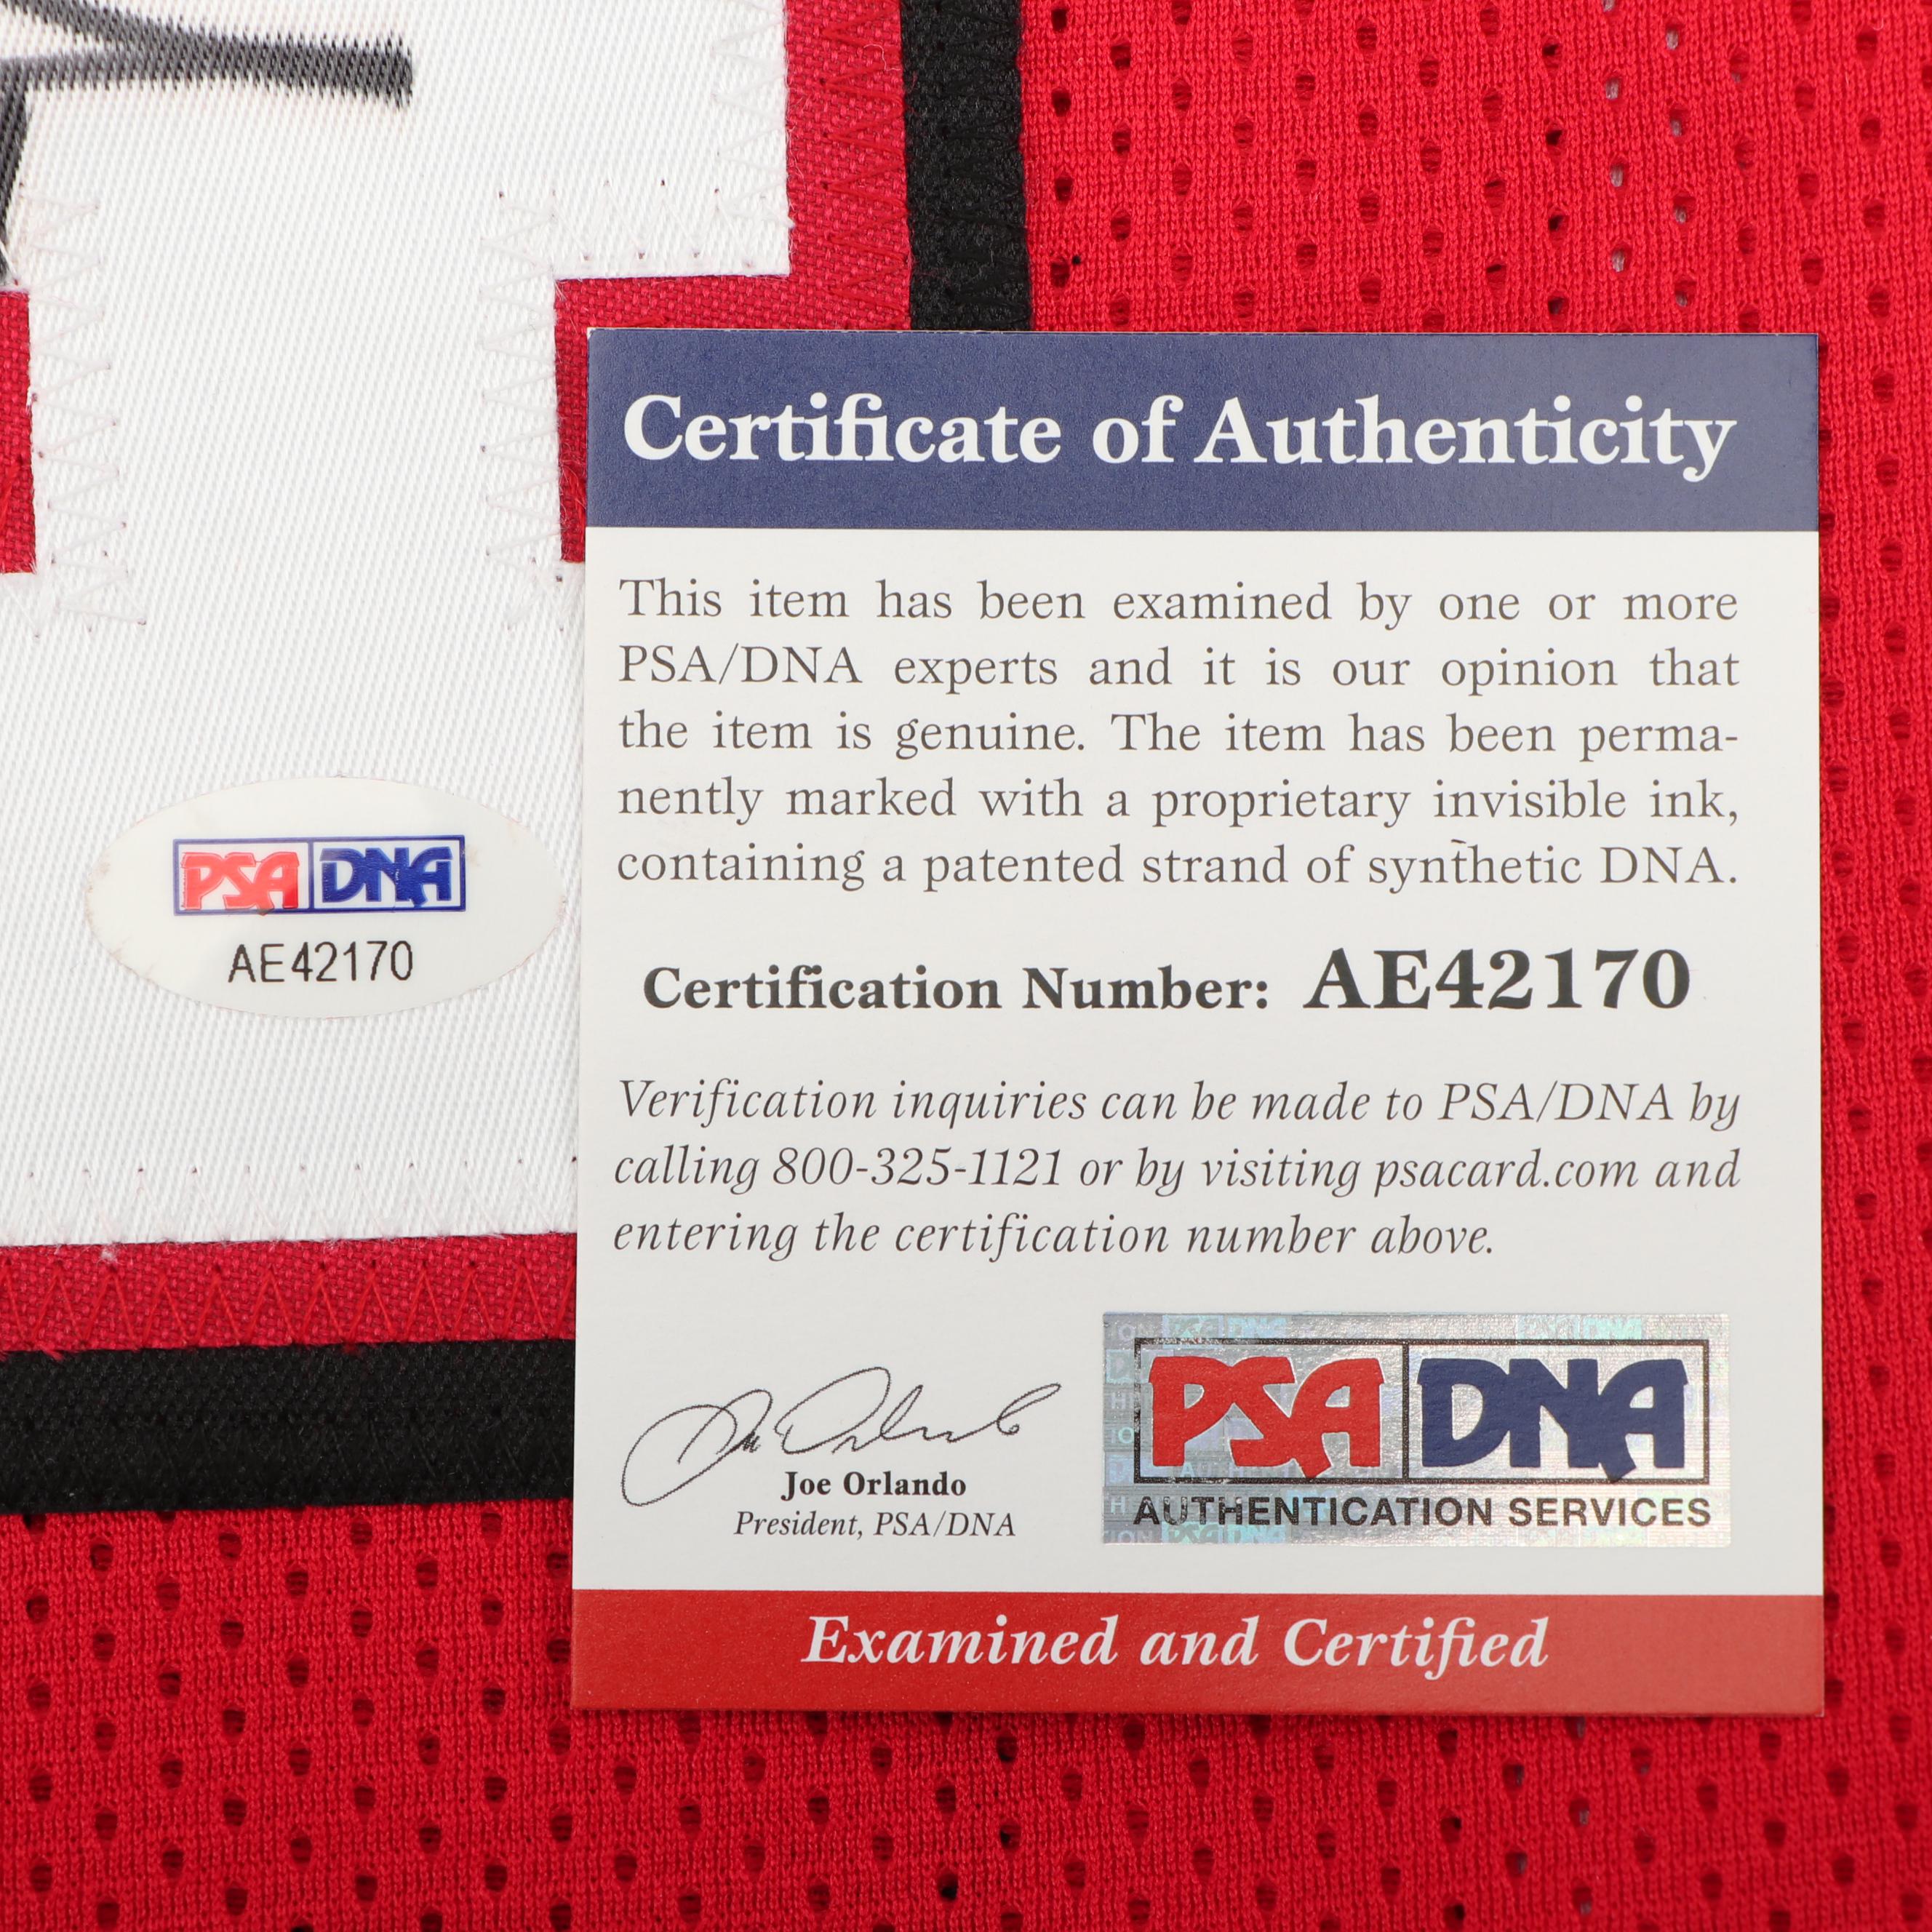 PSA DNA
AE42170
Certificate of Authenticity
This item has been examined by one or more
PSA/DNA experts and it is our opinion that
the item is genuine. The item has been perma-
nently marked with a proprietary invisible ink,
containing a patented strand of synthetic DNA.
Certification Number: AE42170
Verification inquiries can be made to PSA/DNA by
calling 800-325-1121 or by visiting psacard.com and
entering the certification number above.
Joe Orlando
President, PSA/DNA
PSA DNA
AUTHENTICATION SERVICES
Examined and Certified